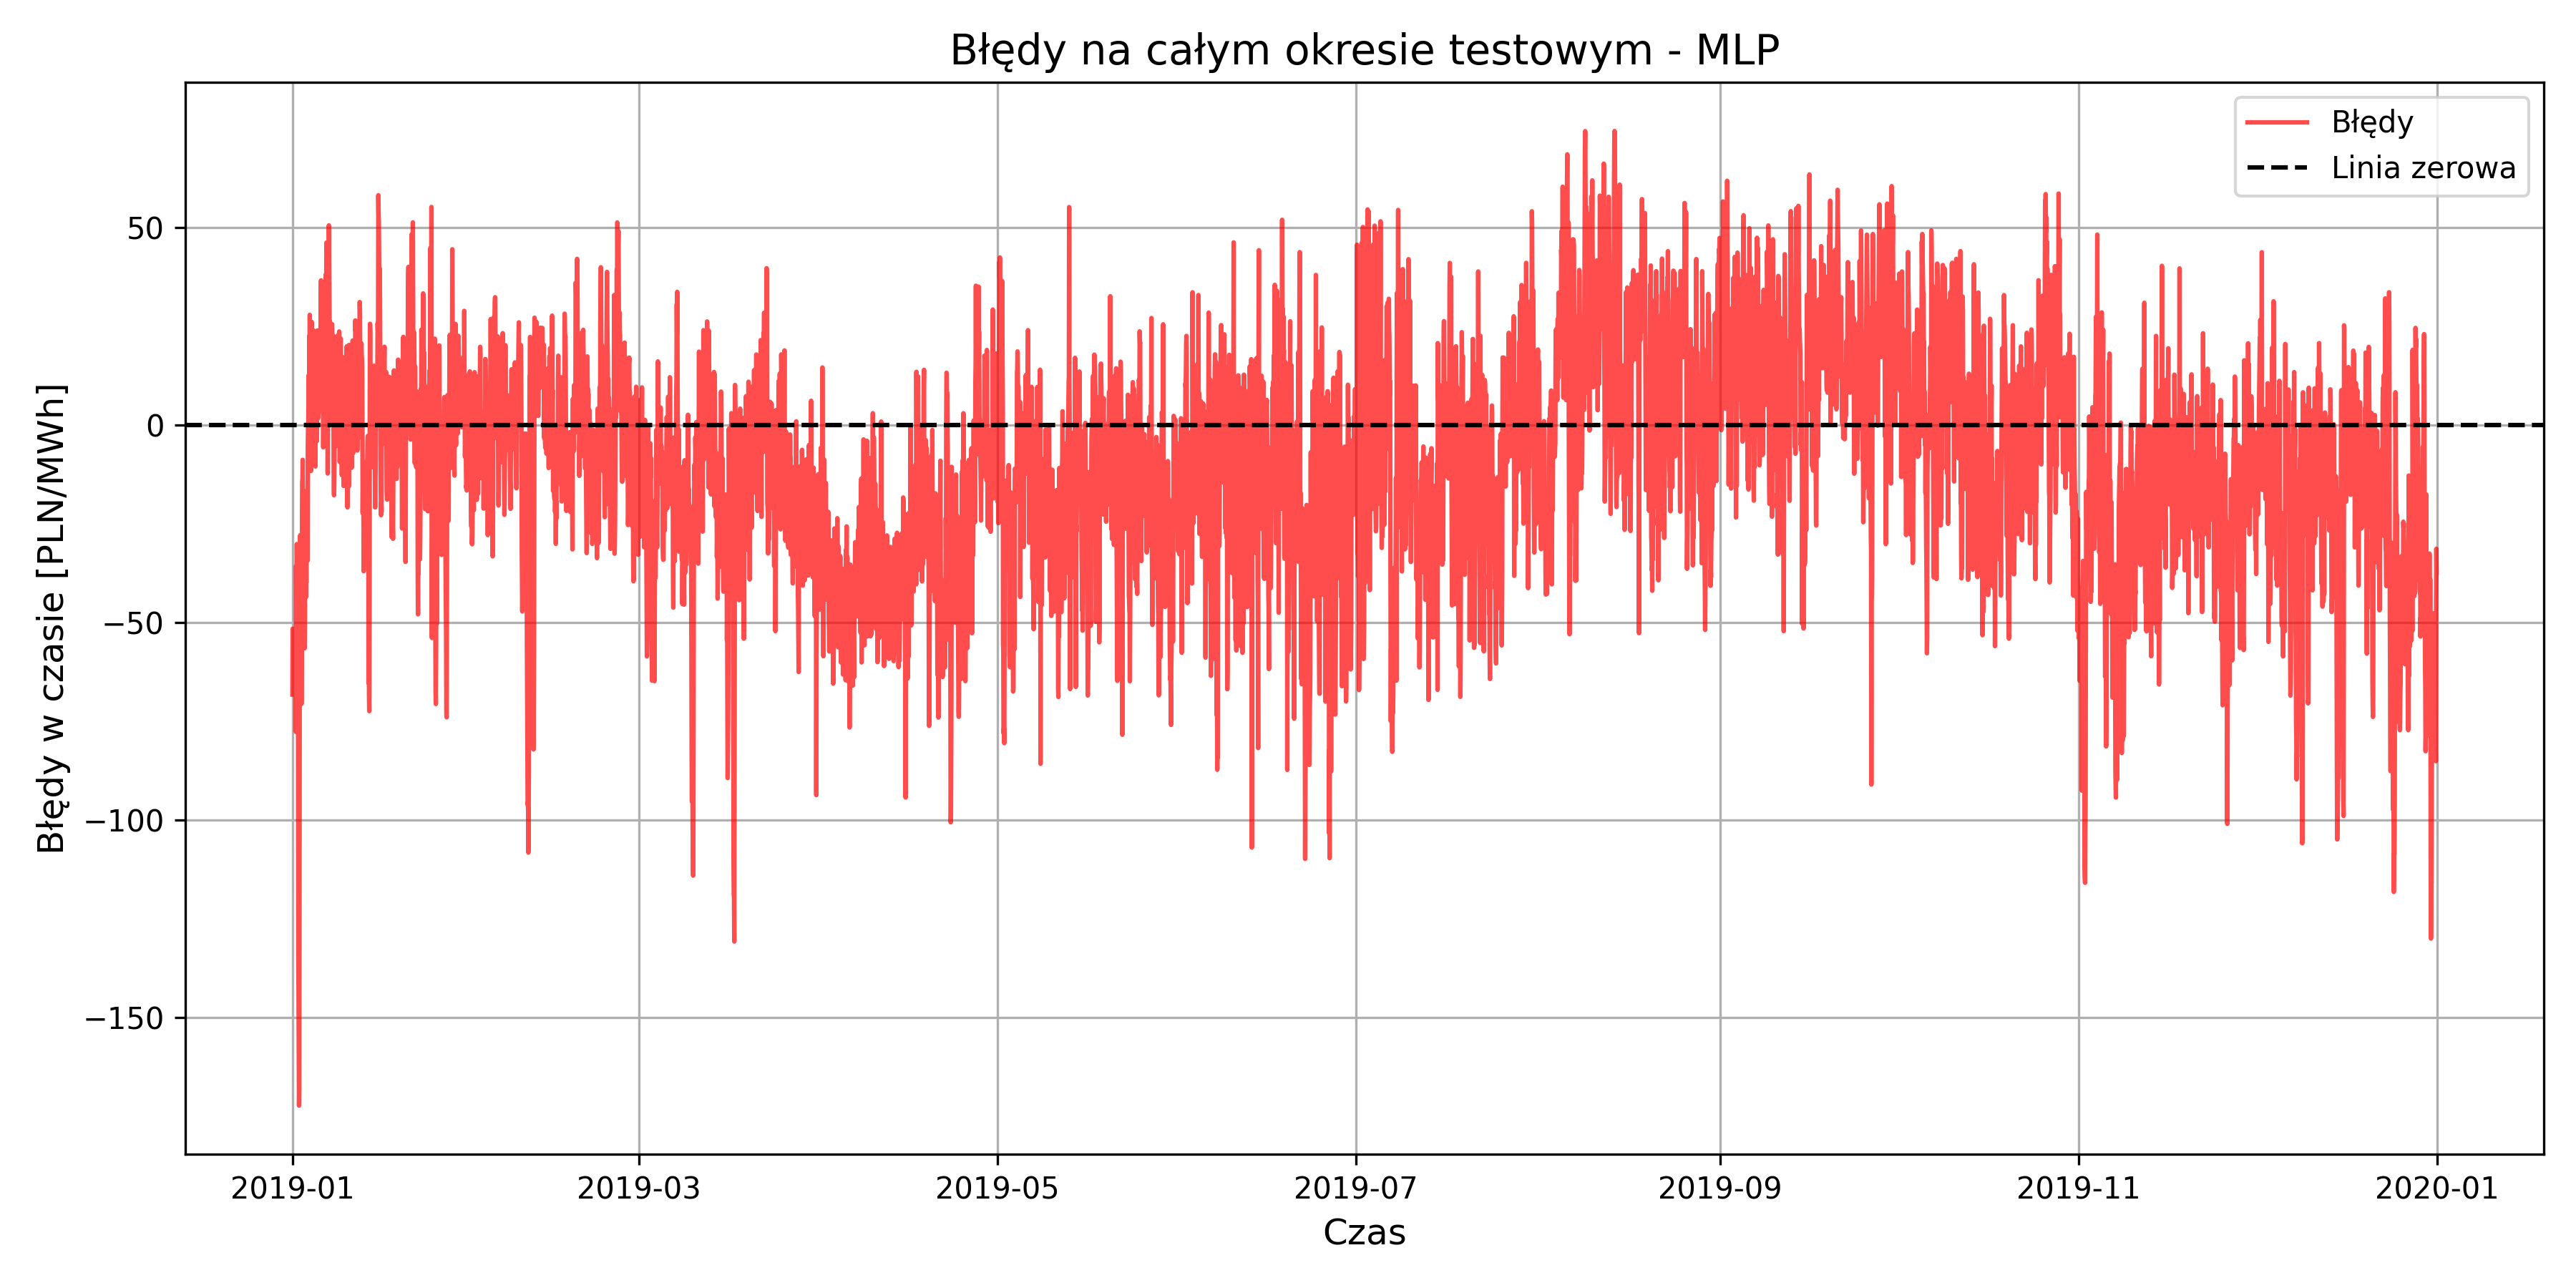 Błędy na całym okresie testowym - MLP
Błędy
Linia zerowa
Błędy w czasie [PLN/MWh]
50
0
−50
−100
−150
2019-01 2019-03 2019-05 2019-07 2019-09 2019-11 2020-01
Czas